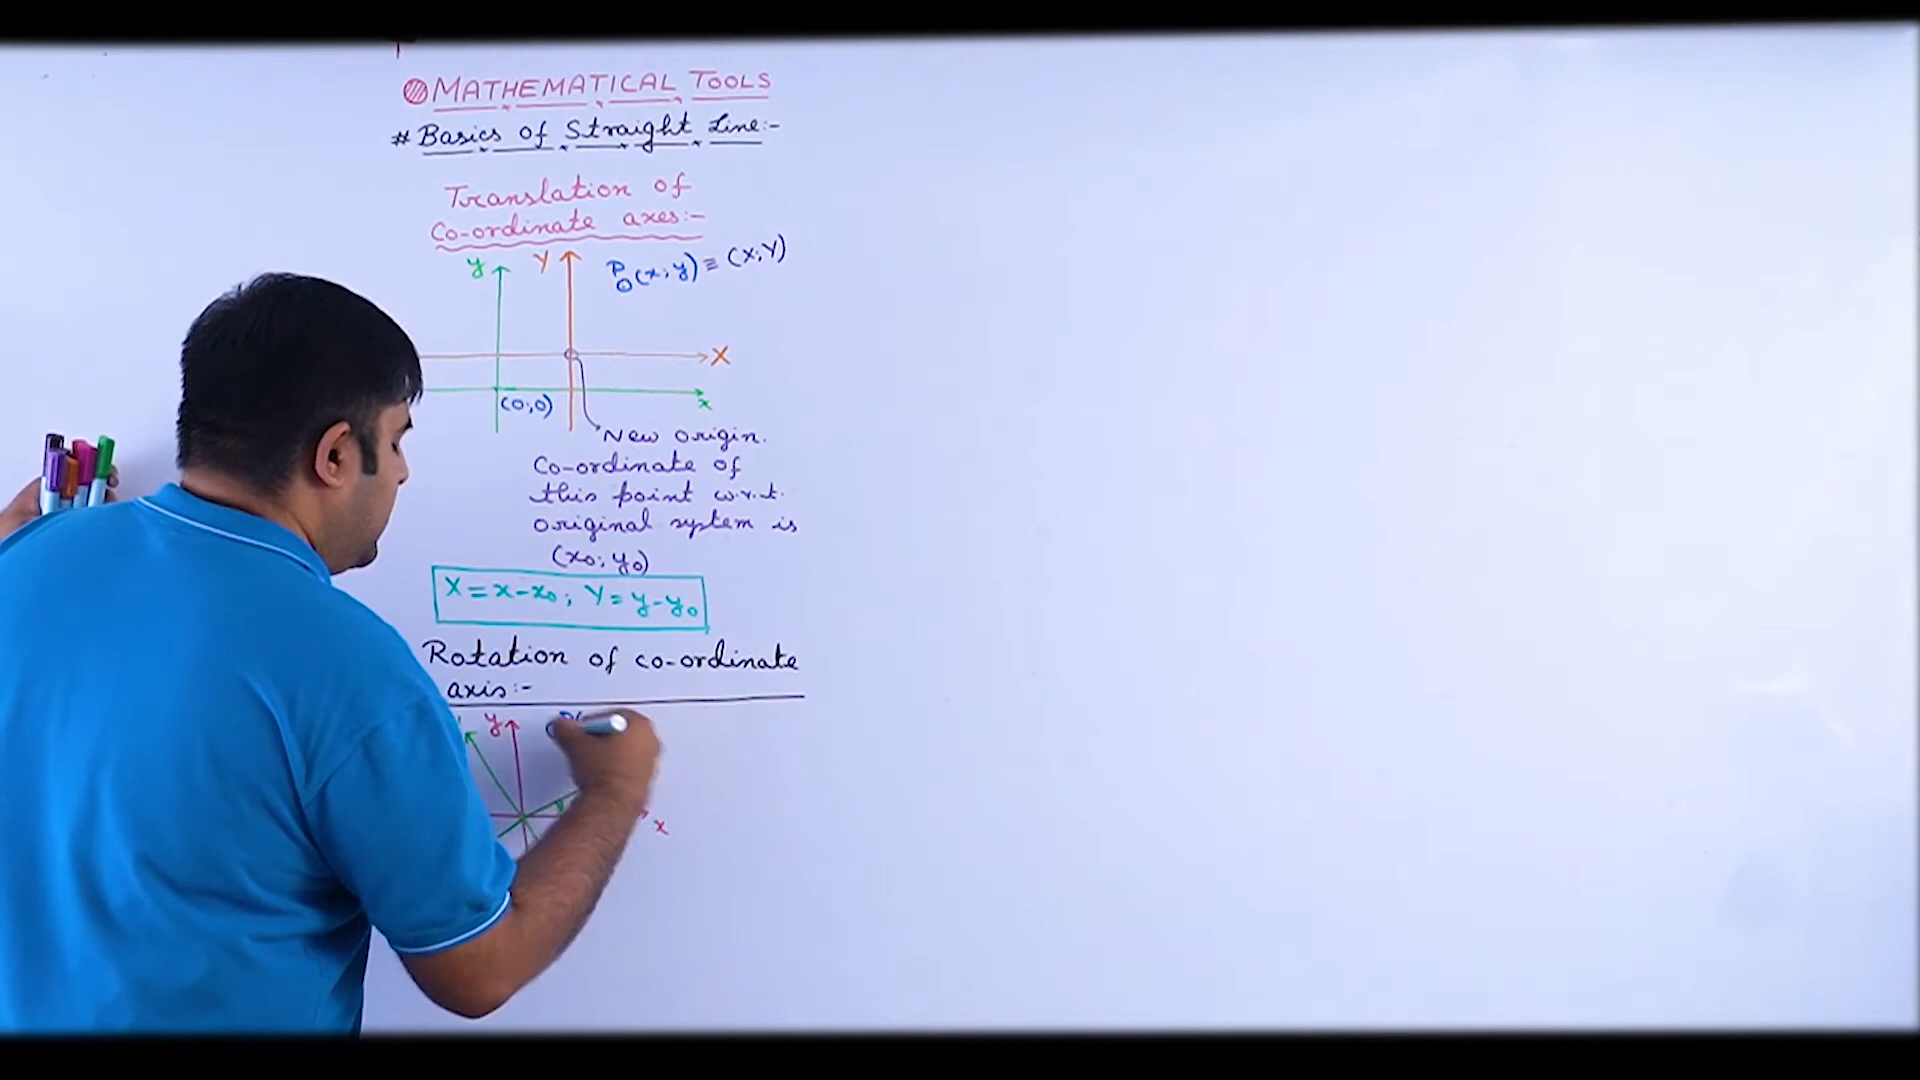 MATHEMATICAL TOOLS
# Basics of Straight Line:-
Translation of
Co-ordinate axes:-
y Y P(x, y) ≡ (X, Y)
X
(0,0) x
New origin.
Co-ordinate of
this point w.r.t.
original system is
(x₀, y₀)
X = x-x₀; Y = y-y₀
Rotation of co-ordinate
axis:-
y
x